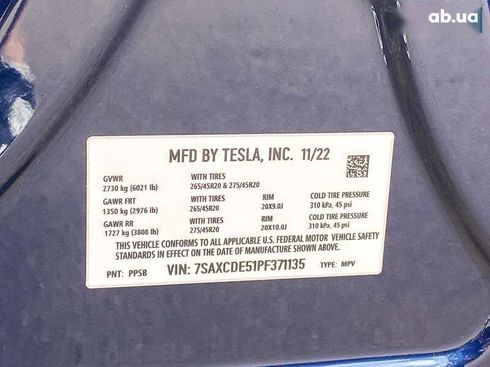 ab.ua
MFD BY TESLA, INC. 11/22
GVWR WITH TIRES
2730 kg (6021 lb) 265/45R20 & 275/45R20
GAWR FRT WITH TIRES RIM COLD TIRE PRESSURE
1350 kg (2976 lb) 265/45R20 20X9.0J 310 kPa, 45 psi
GAWR RR WITH TIRES RIM COLD TIRE PRESSURE
1727 kg (3808 lb) 275/45R20 20X10.0J 310 kPa, 45 psi
THIS VEHICLE CONFORMS TO ALL APPLICABLE U.S. FEDERAL MOTOR VEHICLE SAFETY
STANDARDS IN EFFECT ON THE DATE OF MANUFACTURE SHOWN ABOVE.
PNT: PPSB VIN: 7SAXCDE51PF371135 TYPE: MPV